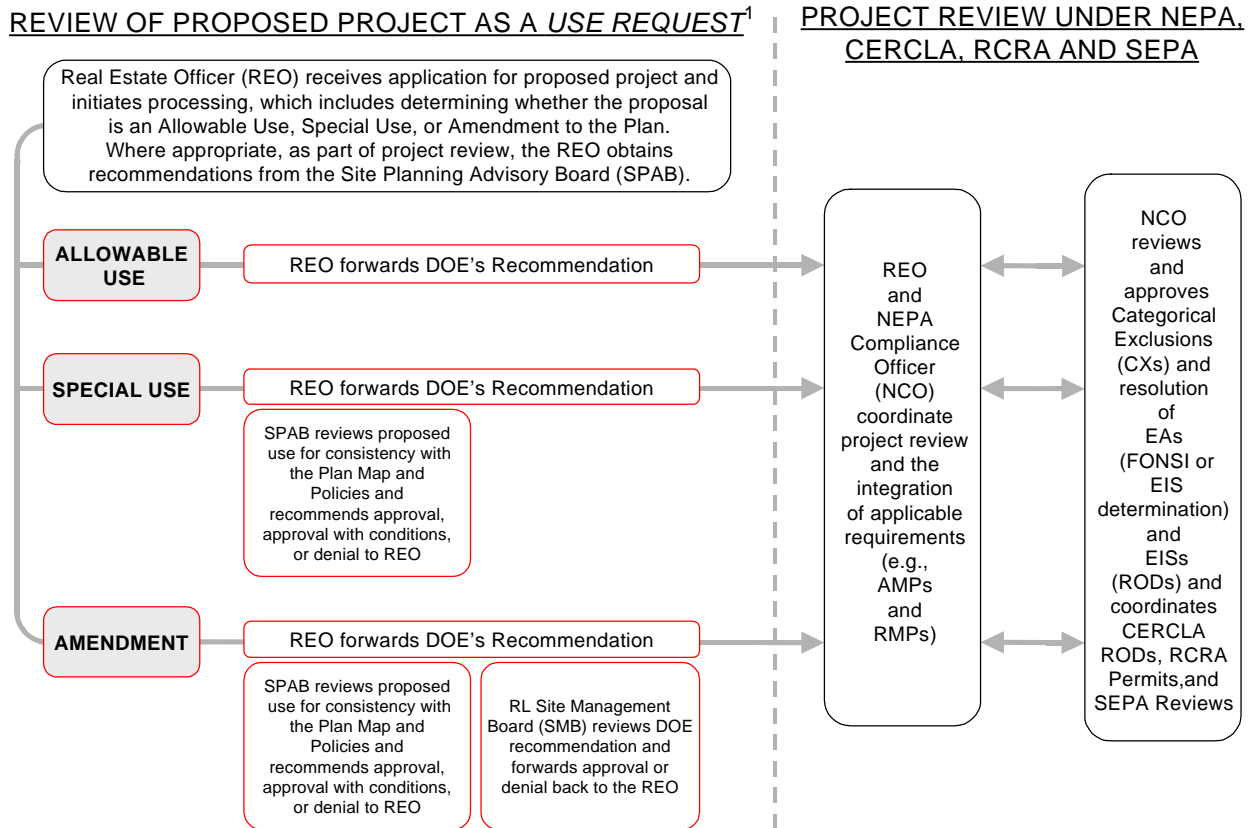 REVIEW OF PROPOSED PROJECT AS A USE REQUEST1
PROJECT REVIEW UNDER NEPA,
CERCLA, RCRA AND SEPA
Real Estate Officer (REO) receives application for proposed project and
initiates processing, which includes determining whether the proposal
is an Allowable Use, Special Use, or Amendment to the Plan.
Where appropriate, as part of project review, the REO obtains
recommendations from the Site Planning Advisory Board (SPAB).
ALLOWABLE
USE
REO forwards DOE's Recommendation
SPECIAL USE
REO forwards DOE's Recommendation
SPAB reviews proposed
use for consistency with
the Plan Map and
Policies and
recommends approval,
approval with conditions,
or denial to REO
AMENDMENT
REO forwards DOE's Recommendation
SPAB reviews proposed
use for consistency with
the Plan Map and
Policies and
recommends approval,
approval with conditions,
or denial to REO
RL Site Management
Board (SMB) reviews DOE
recommendation and
forwards approval or
denial back to the REO
REO
and
NEPA
Compliance
Officer
(NCO)
coordinate
project review
and the
integration
of applicable
requirements
(e.g.,
AMPs
and
RMPs)
NCO
reviews
and
approves
Categorical
Exclusions
(CXs) and
resolution
of
EAs
(FONSI or
EIS
determination)
and
EISs
(RODs) and
coordinates
CERCLA
RODs, RCRA
Permits,and
SEPA Reviews